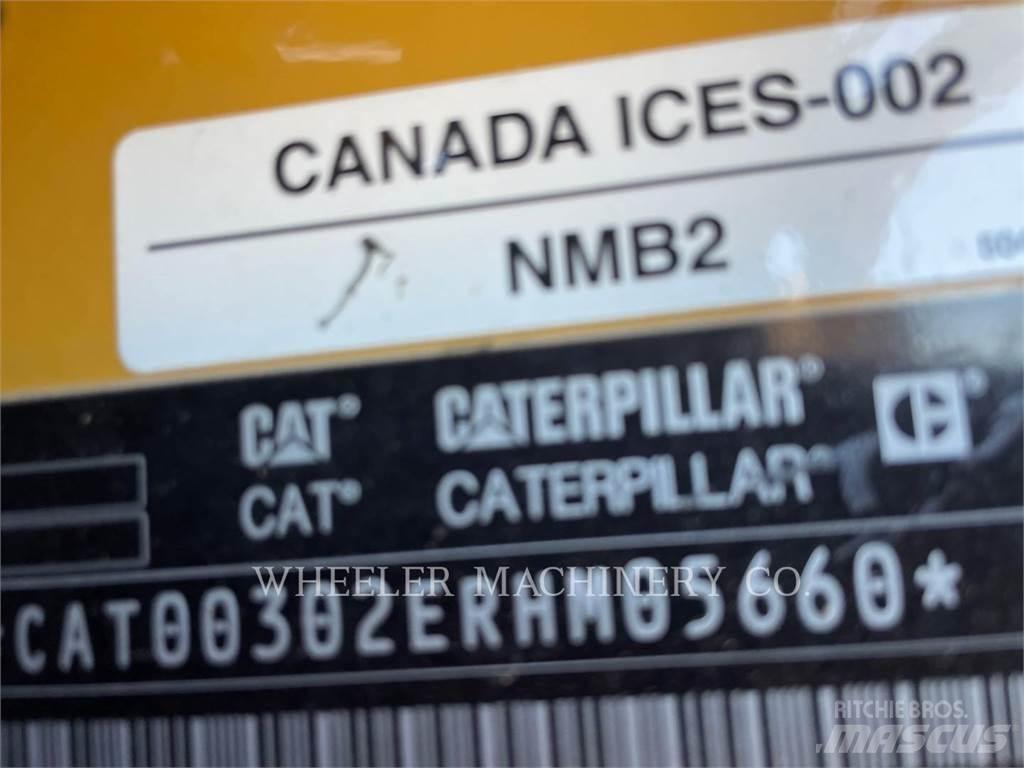 CANADA ICES-002
NMB2
CAT® CATERPILLAR®
CAT® CATERPILLAR®
WHEELER MACHINERY CO.
*CAT00302ERHM05660*
RITCHIE BROS.
MASCUS